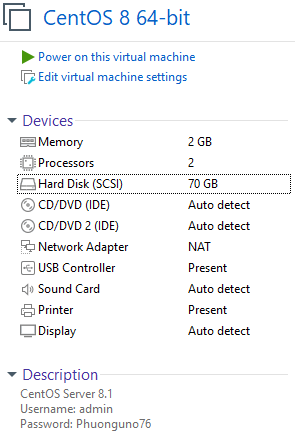 CentOS 8 64-bit
Power on this virtual machine
Edit virtual machine settings
Devices
Memory 2 GB
Processors 2
Hard Disk (SCSI) 70 GB
CD/DVD (IDE) Auto detect
CD/DVD 2 (IDE) Auto detect
Network Adapter NAT
USB Controller Present
Sound Card Auto detect
Printer Present
Display Auto detect
Description
CentOS Server 8.1
Username: admin
Password: Phuonguno76